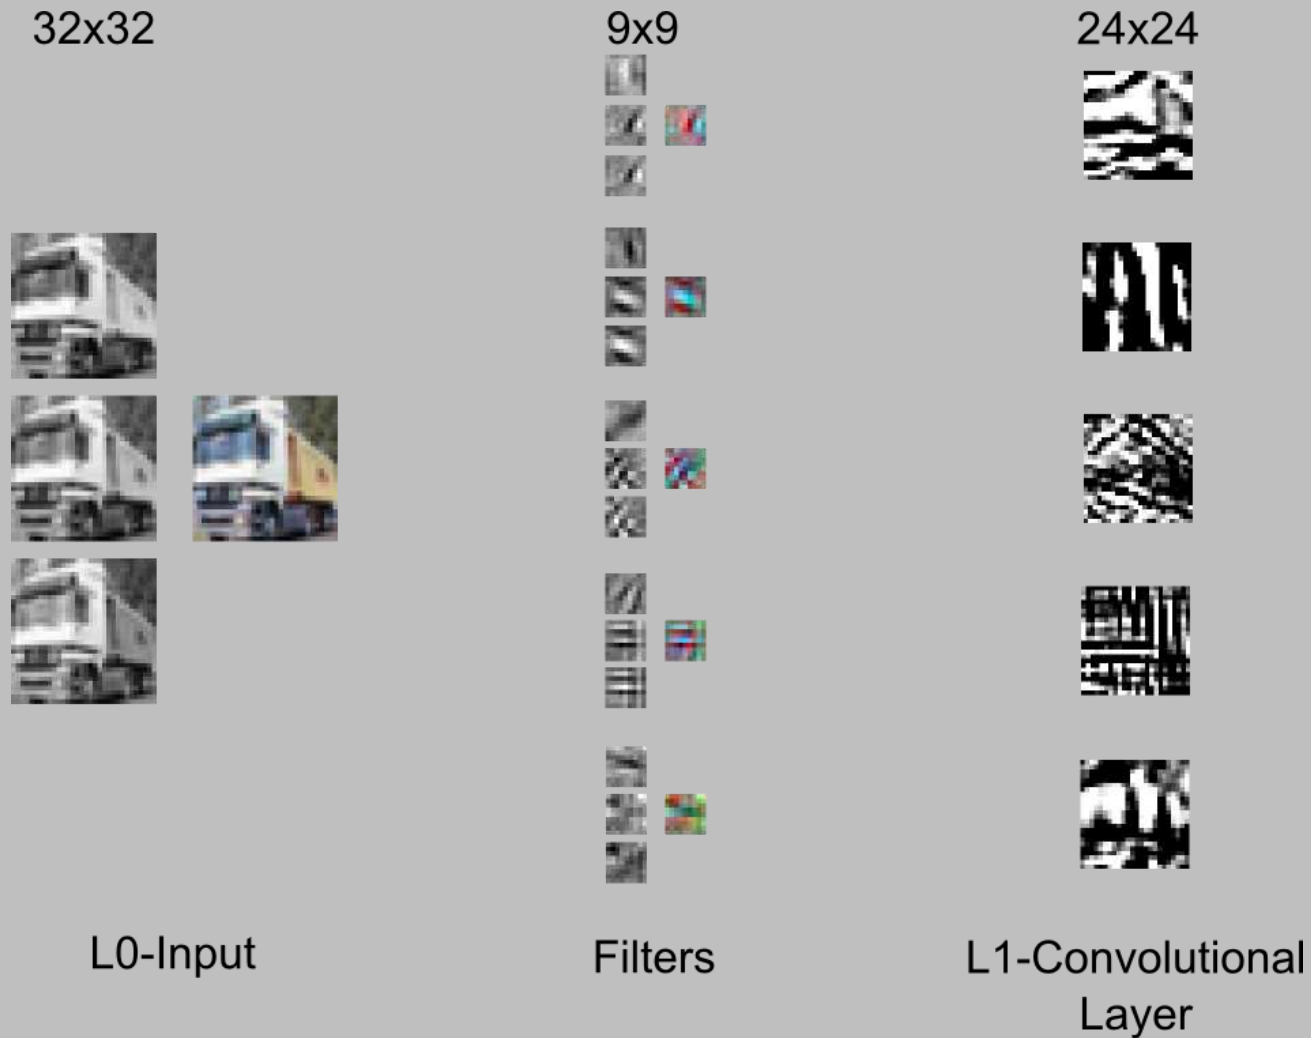 32x32
9x9
24x24
L0-Input
Filters
L1-Convolutional
Layer